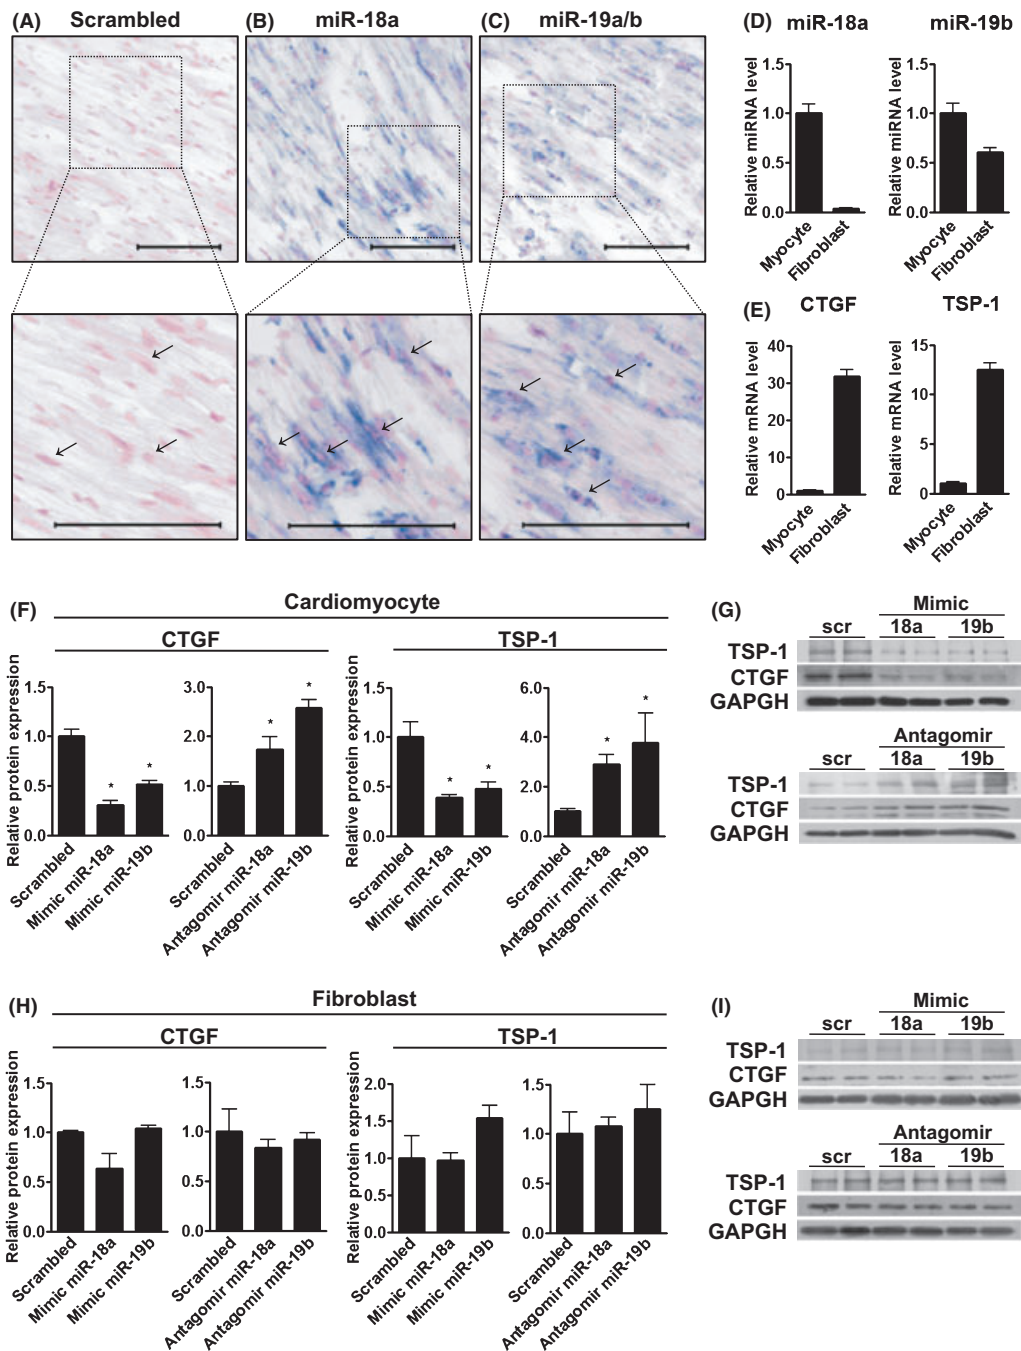 (A) Scrambled
(B) miR-18a
(C) miR-19a/b
(D) miR-18a miR-19b
Relative miRNA level
1.5
1.0
0.5
0.0
Myocyte
Fibroblast
Relative miRNA level
1.5
1.0
0.5
0.0
Myocyte
Fibroblast
(E) CTGF TSP-1
Relative mRNA level
40
30
20
10
0
Myocyte
Fibroblast
Relative mRNA level
15
10
5
0
Myocyte
Fibroblast
(F) Cardiomyocyte
CTGF
TSP-1
Relative protein expression
1.5
1.0
0.5
0.0
* *
Scrambled
Mimic miR-18a
Mimic miR-19b
3.0
2.0
1.0
0.0
* *
Scrambled
Antagomir miR-18a
Antagomir miR-19b
1.5
1.0
0.5
0.0
* *
Scrambled
Mimic miR-18a
Mimic miR-19b
6.0
4.0
2.0
0.0
* *
Scrambled
Antagomir miR-18a
Antagomir miR-19b
(G) Mimic
scr 18a 19b
TSP-1
CTGF
GAPGH
Antagomir
scr 18a 19b
TSP-1
CTGF
GAPGH
(H) Fibroblast
CTGF
TSP-1
Relative protein expression
1.5
1.0
0.5
0.0
Scrambled
Mimic miR-18a
Mimic miR-19b
1.5
1.0
0.5
0.0
Scrambled
Antagomir miR-18a
Antagomir miR-19b
2.0
1.5
1.0
0.5
0.0
Scrambled
Mimic miR-18a
Mimic miR-19b
1.5
1.0
0.5
0.0
Scrambled
Antagomir miR-18a
Antagomir miR-19b
(I) Mimic
scr 18a 19b
TSP-1
CTGF
GAPGH
Antagomir
scr 18a 19b
TSP-1
CTGF
GAPGH